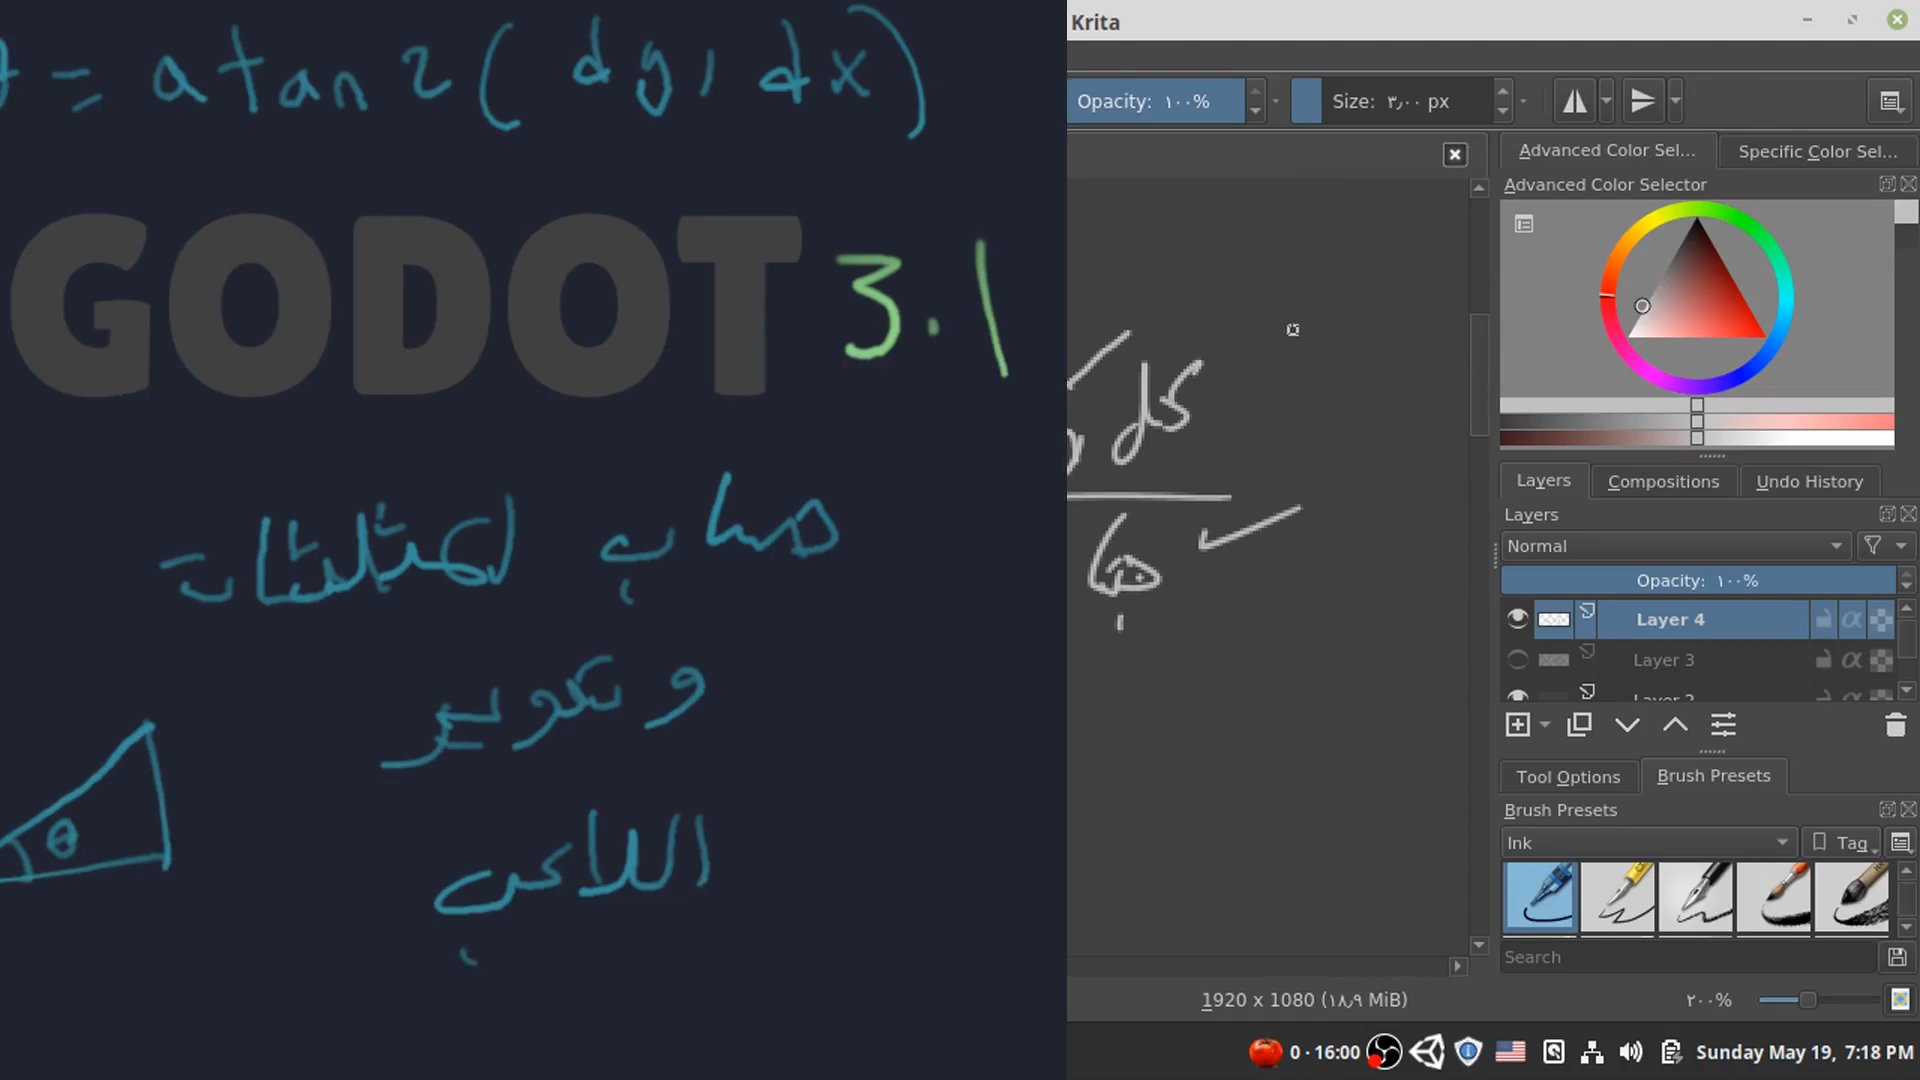 = atan2(dy, dx)
GODOT 3.1
حساب المثلثات
و تدوير
اللاعب
θ
Krita
Opacity: ١٠٠%
Size: ٣٫٠٠ px
Advanced Color Sel...
Specific Color Sel...
Advanced Color Selector
Layers
Compositions
Undo History
Layers
Normal
Opacity: ١٠٠%
Layer 4
Layer 3
Tool Options
Brush Presets
Brush Presets
Ink
Tag
Search
1920 x 1080 (١٨٫٩ MiB)
٢٠٠%
0 · 16:00
Sunday May 19, 7:18 PM